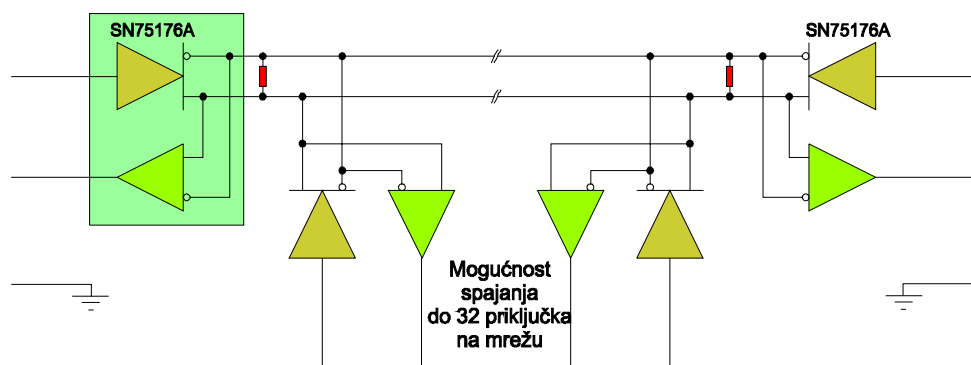 SN75176A
SN75176A
Mogućnost
spajanja
do 32 priključka
na mrežu